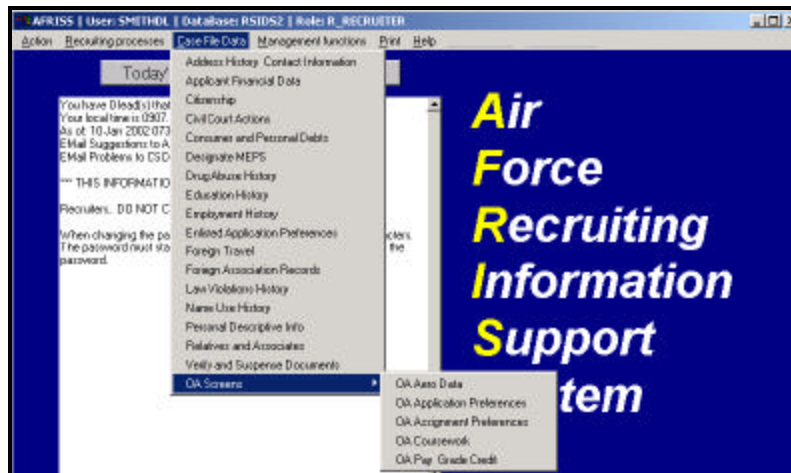 AFRISS | User: SMITHDL | DataBase: RSIDS2 | Role: R_RECRUITER
Action Recruiting processes Case File Data Management functions Print Help
Today'
You have 0 lead(s) that
Your local time is 0907.
As of: 10 Jan 2002 073
EMail Suggestions to A
EMail Problems to CSD
*** THIS INFORMATIO
Recruiters. DO NOT C
When changing the pa
The password must sta
password.
cters.
the
Address History Contact Information
Applicant Financial Data
Citizenship
Civil Court Actions
Consumer and Personal Debts
Designate MEPS
Drug Abuse History
Education History
Employment History
Enlisted Application Preferences
Foreign Travel
Foreign Association Records
Law Violations History
Name Use History
Personal Descriptive Info
Relatives and Associates
Verify and Suspense Documents
OA Screens
OA Aero Data
OA Application Preferences
OA Assignment Preferences
OA Coursework
OA Pay Grade Credit
Air
Force
Recruiting
Information
Support
tem